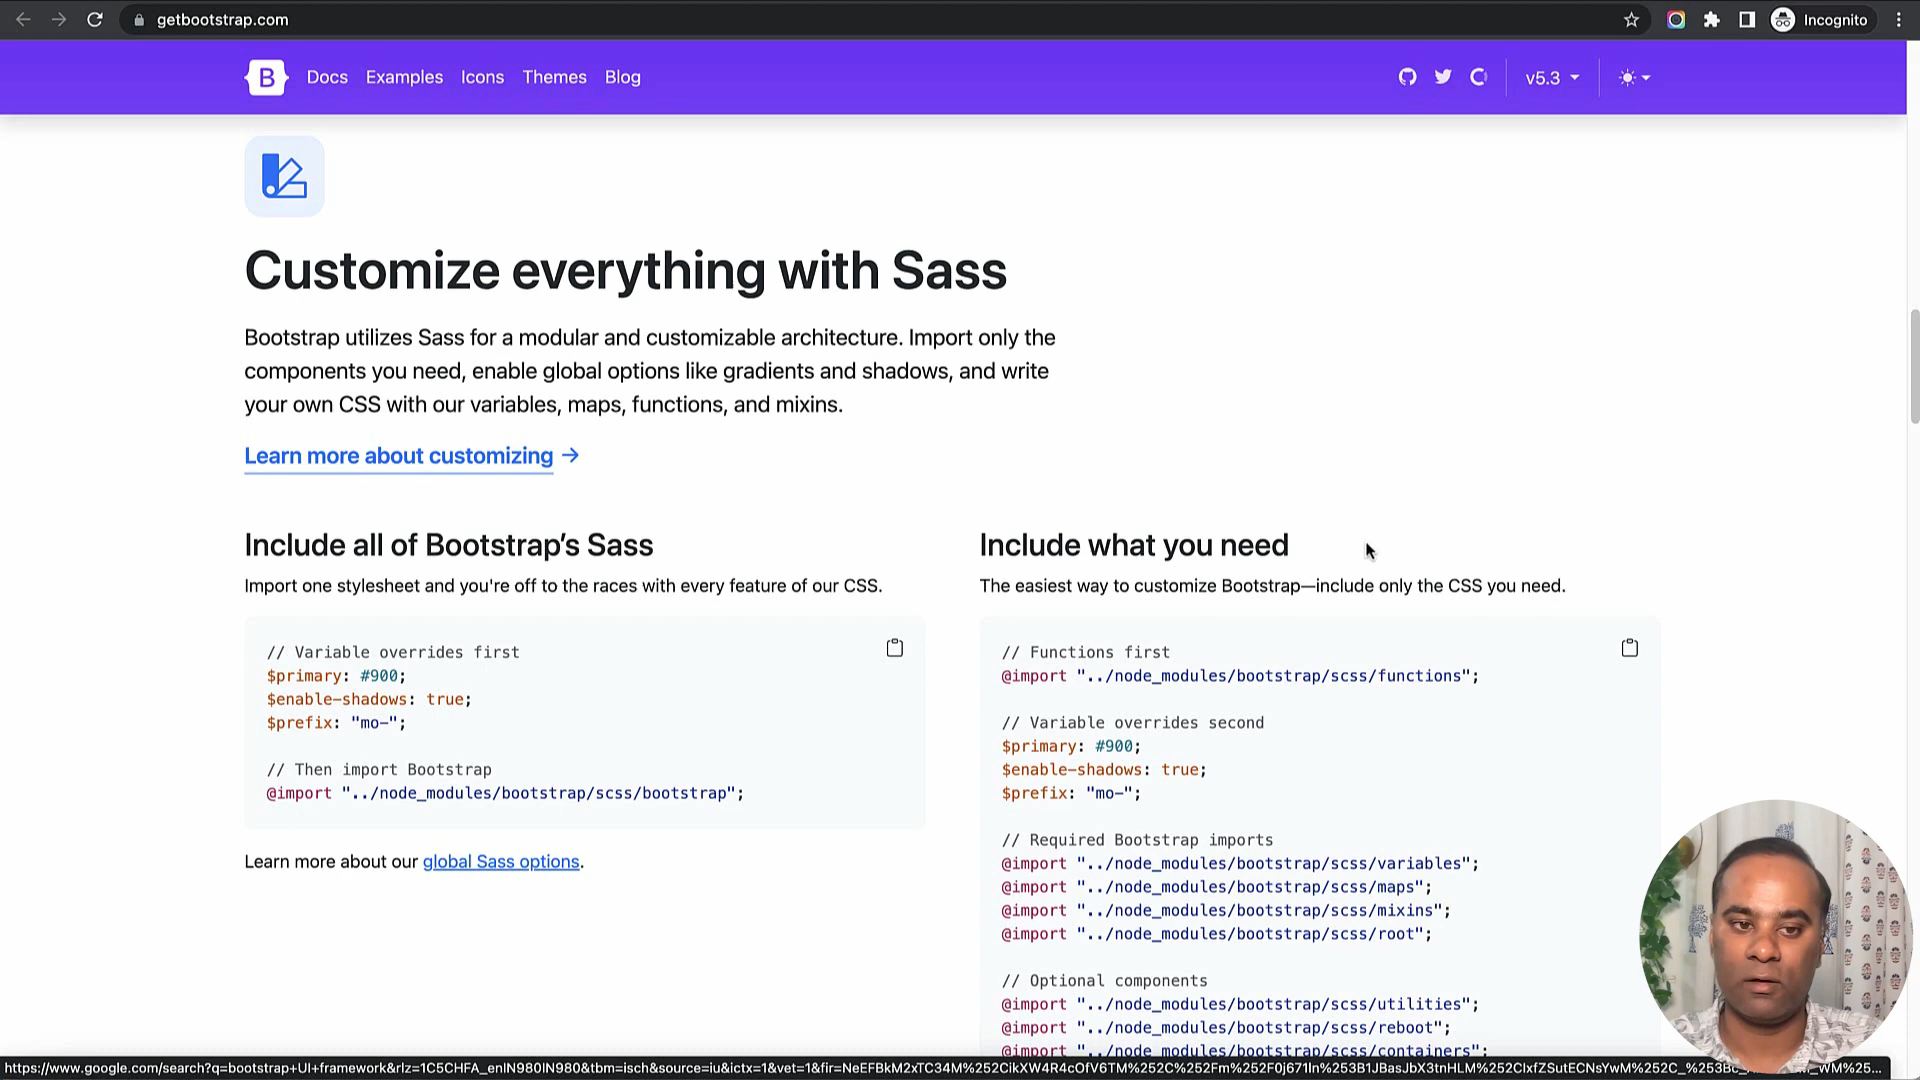 getbootstrap.com
Incognito
B
Docs Examples Icons Themes Blog
v5.3
Customize everything with Sass
Bootstrap utilizes Sass for a modular and customizable architecture. Import only the
components you need, enable global options like gradients and shadows, and write
your own CSS with our variables, maps, functions, and mixins.
Learn more about customizing →
Include all of Bootstrap’s Sass
Import one stylesheet and you're off to the races with every feature of our CSS.
// Variable overrides first
$primary: #900;
$enable-shadows: true;
$prefix: "mo-";
// Then import Bootstrap
@import "../node_modules/bootstrap/scss/bootstrap";
Learn more about our global Sass options.
Include what you need
The easiest way to customize Bootstrap—include only the CSS you need.
// Functions first
@import "../node_modules/bootstrap/scss/functions";
// Variable overrides second
$primary: #900;
$enable-shadows: true;
$prefix: "mo-";
// Required Bootstrap imports
@import "../node_modules/bootstrap/scss/variables";
@import "../node_modules/bootstrap/scss/maps";
@import "../node_modules/bootstrap/scss/mixins";
@import "../node_modules/bootstrap/scss/root";
// Optional components
@import "../node_modules/bootstrap/scss/utilities";
@import "../node_modules/bootstrap/scss/reboot";
@import "../node_modules/bootstrap/scss/containers";